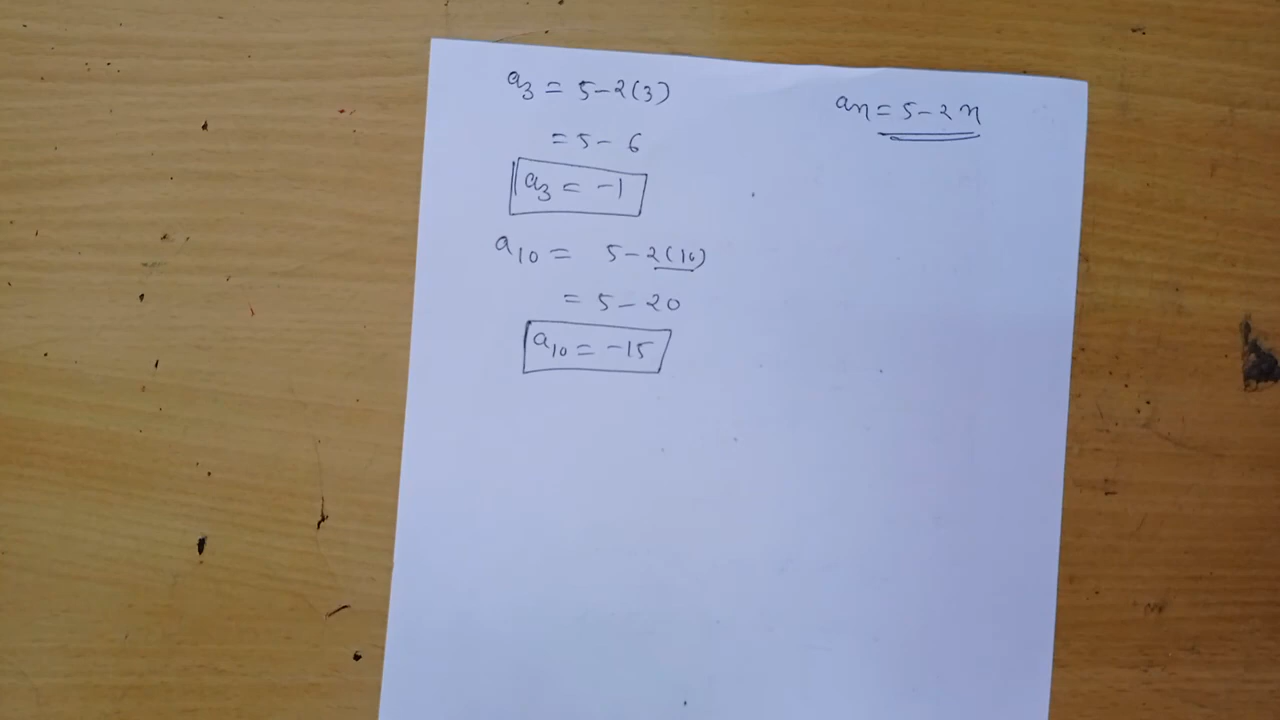 a3 = 5-2(3)
an = 5-2n
= 5-6
a3 = -1
a10 = 5-2(10)
= 5-20
a10 = -15